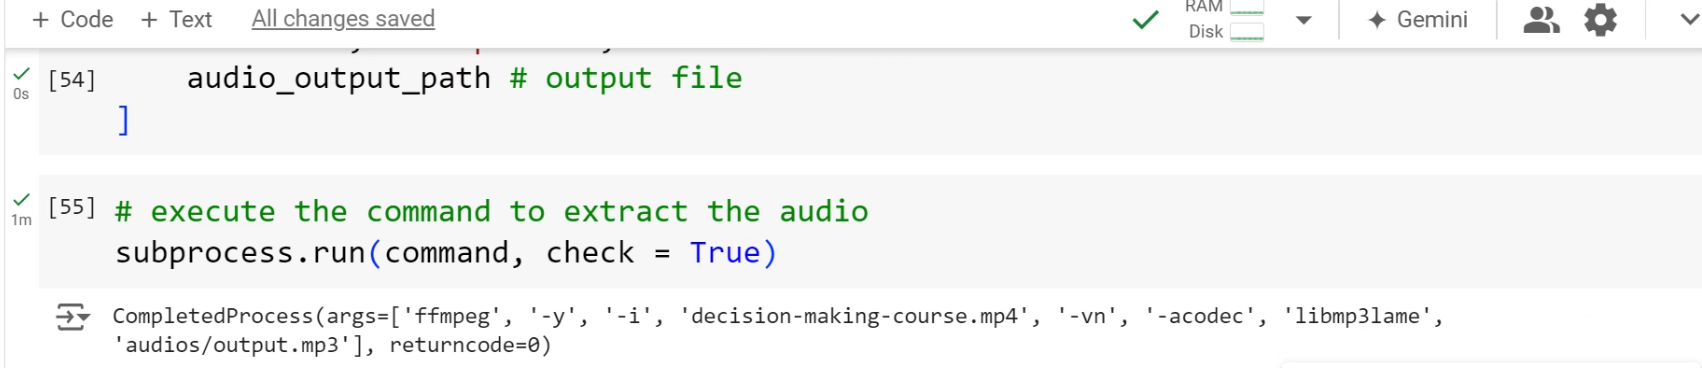 + Code + Text All changes saved
RAM
Disk
Gemini
[54] audio_output_path # output file
0s
]
[55] # execute the command to extract the audio
1m
subprocess.run(command, check = True)
CompletedProcess(args=['ffmpeg', '-y', '-i', 'decision-making-course.mp4', '-vn', '-acodec', 'libmp3lame',
'audios/output.mp3'], returncode=0)